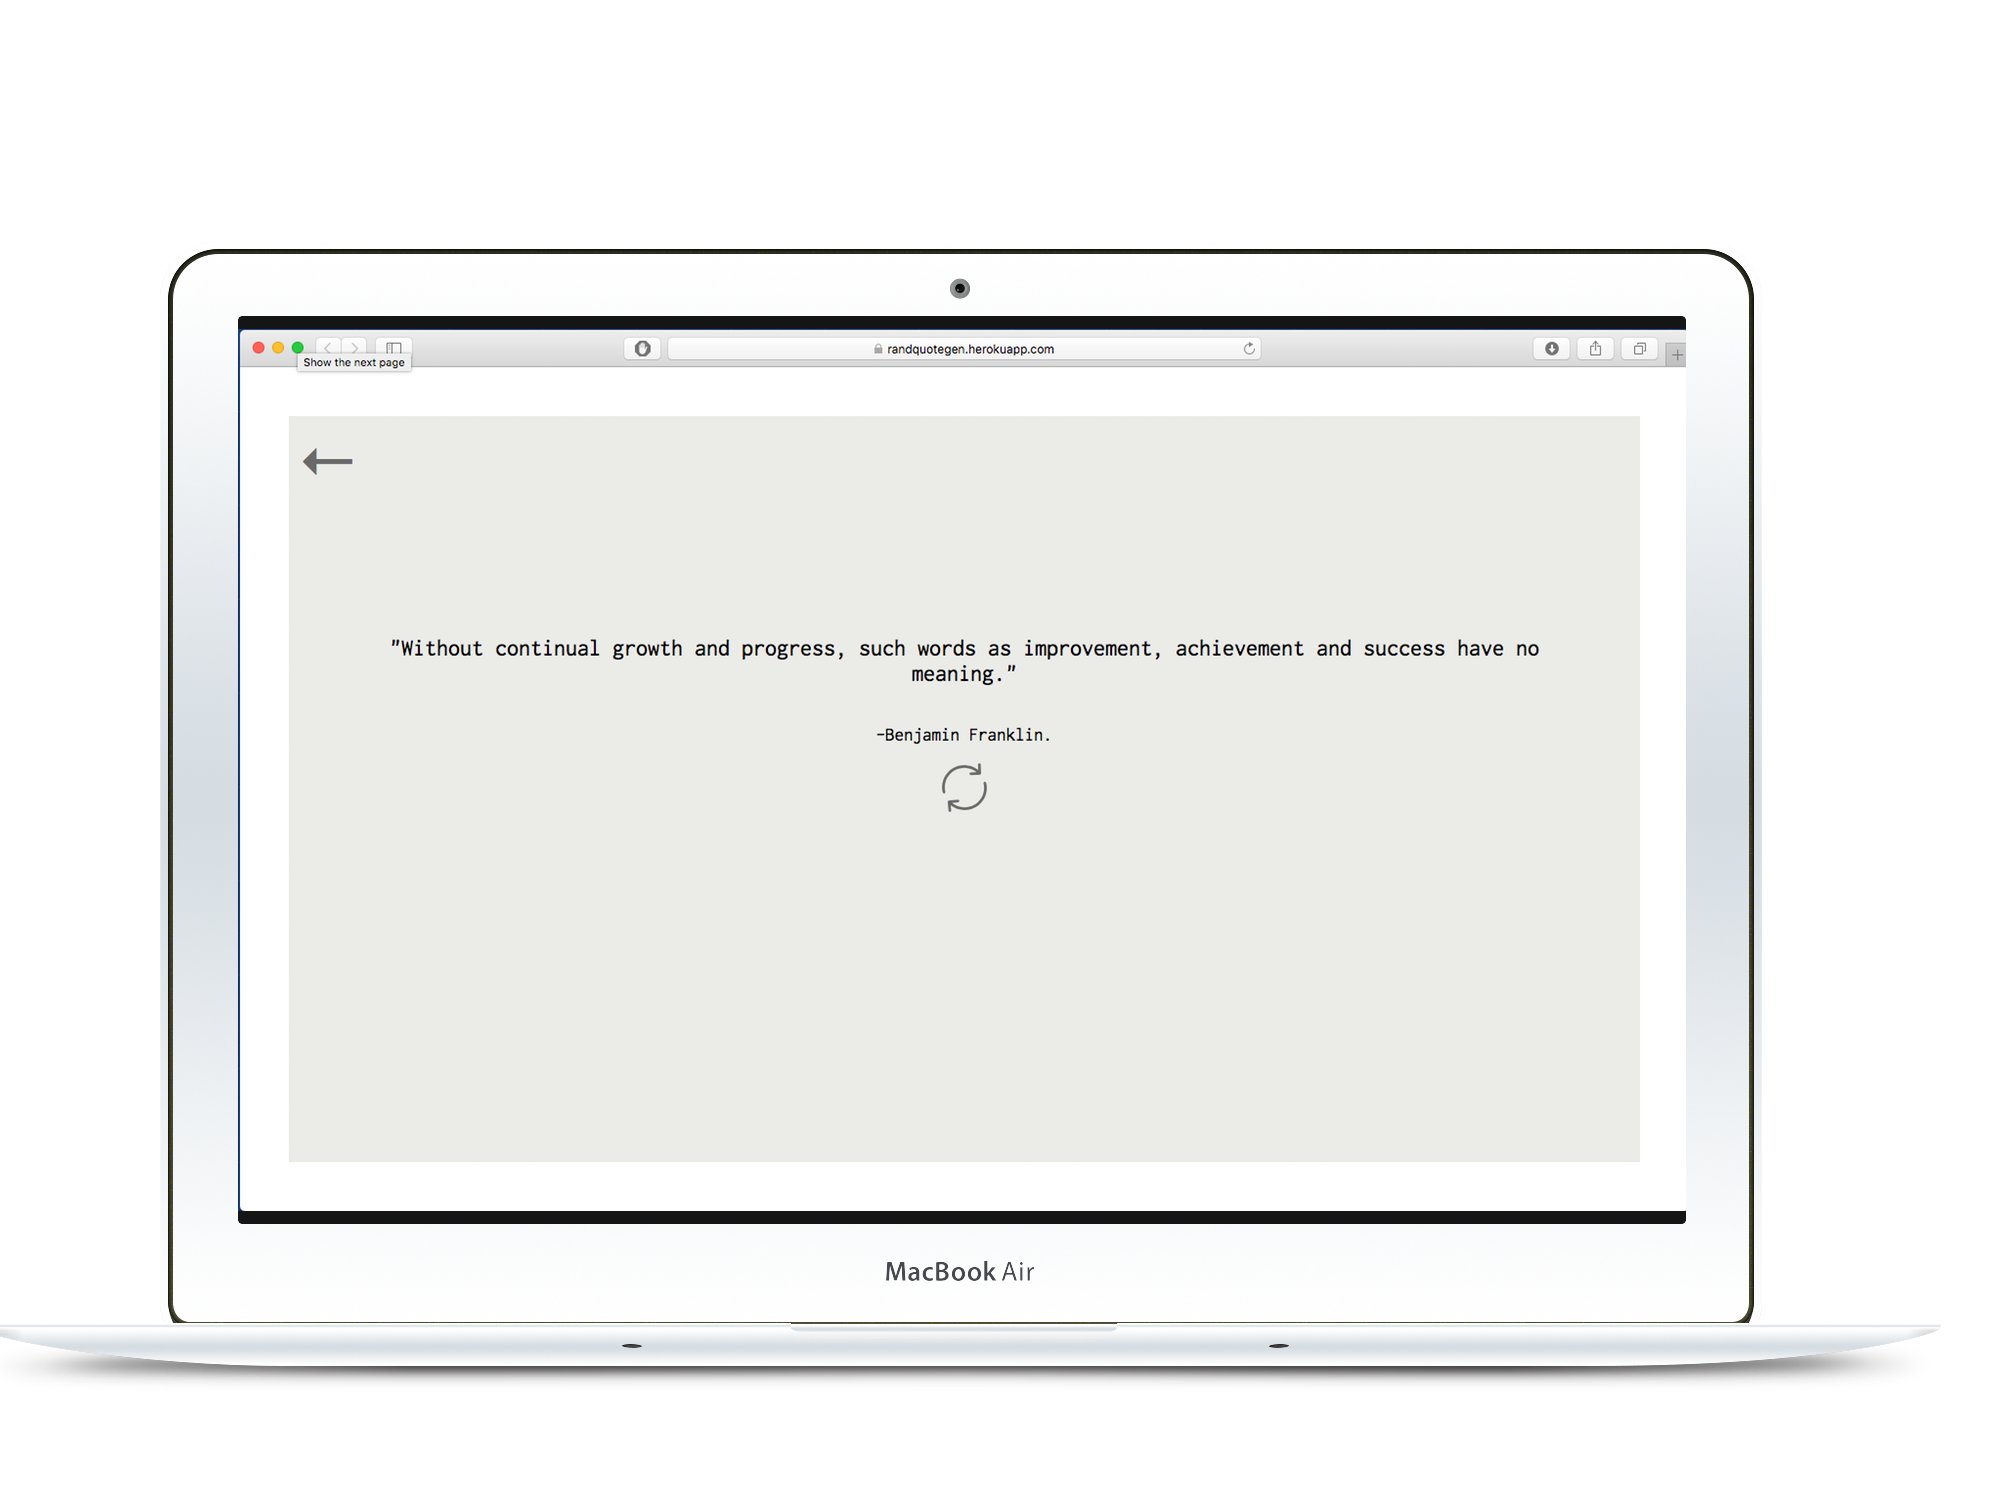 randquotegen.herokuapp.com
Show the next page
"Without continual growth and progress, such words as improvement, achievement and success have no
meaning."
-Benjamin Franklin.
MacBook Air